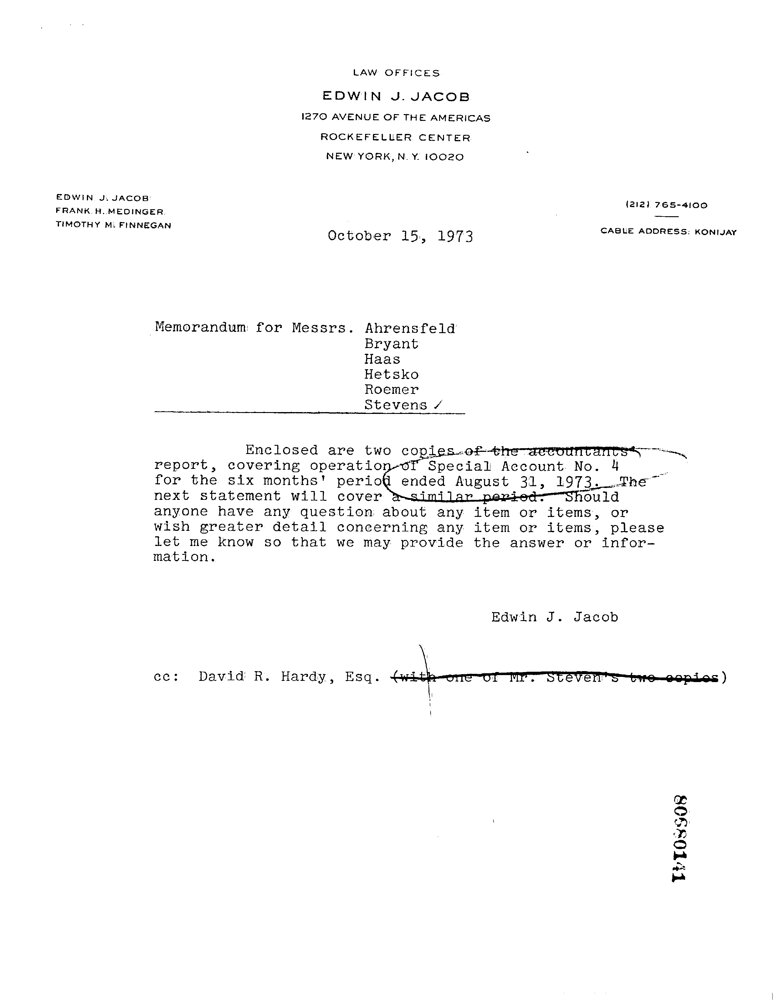 LAW OFFICES
EDWIN J. JACOB
1270 AVENUE OF THE AMERICAS
ROCKEFELLER CENTER
NEW YORK, N. Y. 10020
EDWIN J. JACOB
FRANK H. MEDINGER
TIMOTHY M. FINNEGAN
(212) 765-4100
CABLE ADDRESS: KONIJAY
October 15, 1973
Memorandum for Messrs. Ahrensfeld
Bryant
Haas
Hetsko
Roemer
Stevens ✓
Enclosed are two copies of the accountants'
report, covering operation of Special Account No. 4
for the six months' period ended August 31, 1973. The
next statement will cover a similar period. Should
anyone have any question about any item or items, or
wish greater detail concerning any item or items, please
let me know so that we may provide the answer or infor-
mation.
Edwin J. Jacob
cc: David R. Hardy, Esq. (with one of Mr. Steven's two copies)